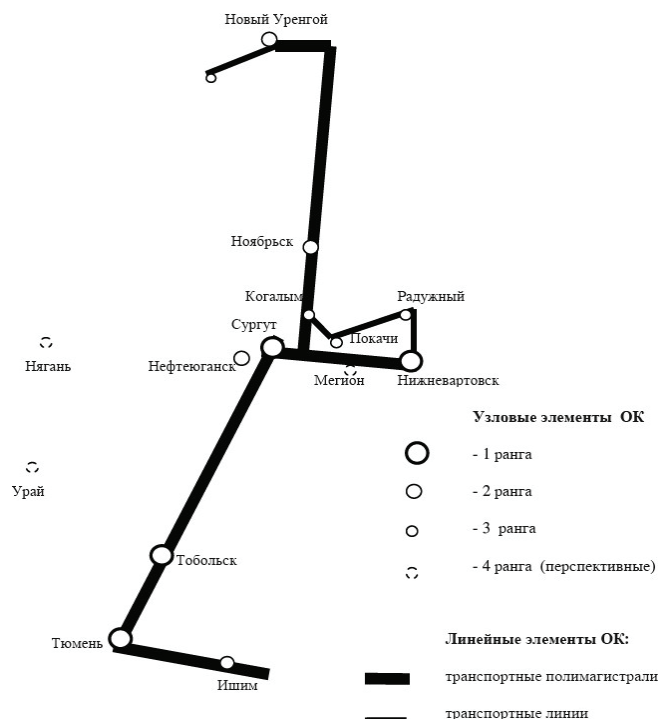 Новый Уренгой
Ноябрьск
Когалым
Радужный
Сургут
Покачи
Нягань
Нефтеюганск
Мегион
Нижневартовск
Узловые элементы ОК
- 1 ранга
- 2 ранга
Урай
- 3 ранга
Тобольск
- 4 ранга (перспективные)
Тюмень
Линейные элементы ОК:
Ишим
транспортные полимагистрали
транспортные линии